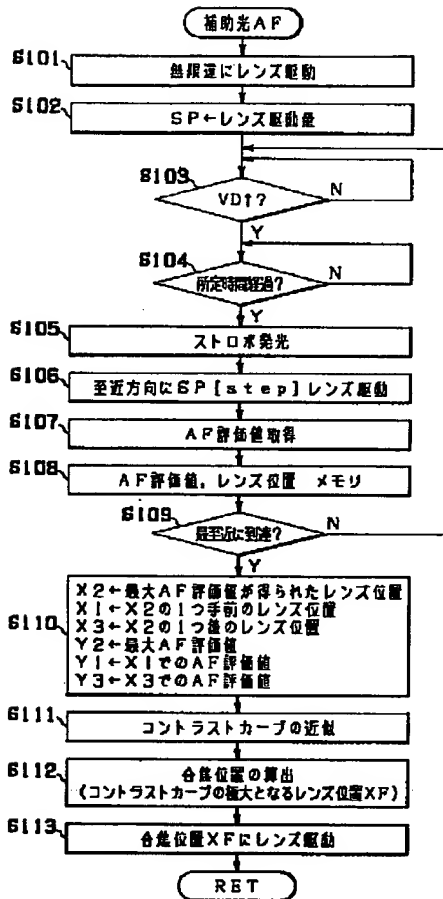 補助光AF
S101
無限遠にレンズ駆動
S102
SP←レンズ駆動量
S103
VD↑?
N
Y
S104
所定時間経過?
N
Y
S105
ストロボ発光
S106
至近方向にSP[step]レンズ駆動
S107
AF評価値取得
S108
AF評価値,レンズ位置 メモリ
S109
最至近に到達?
N
Y
S110
X2←最大AF評価値が得られたレンズ位置
X1←X2の1つ手前のレンズ位置
X3←X2の1つ後のレンズ位置
Y2←最大AF評価値
Y1←X1でのAF評価値
Y3←X3でのAF評価値
S111
コントラストカーブの近似
S112
合焦位置の算出
(コントラストカーブの極大となるレンズ位置XF)
S113
合焦位置XFにレンズ駆動
RET